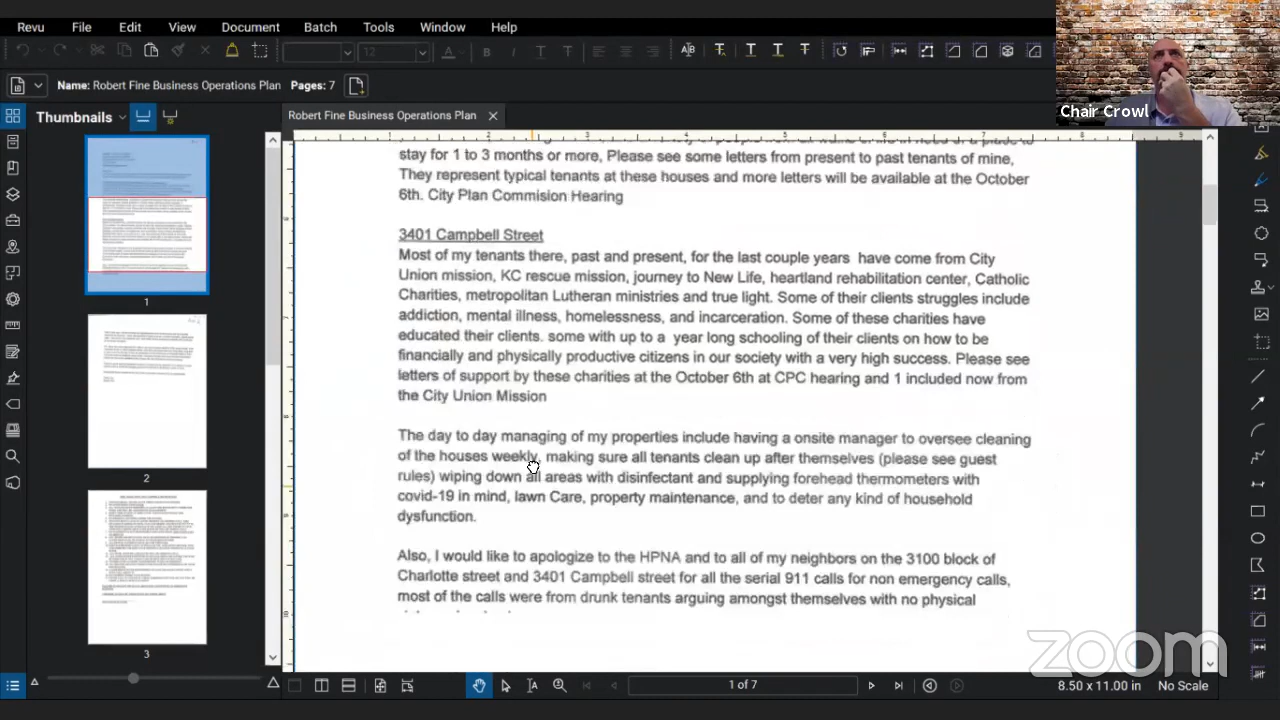 Revu File Edit View Document Batch Tools Window Help
12
Name: Robert Fine Business Operations Plan Pages: 7
Chair Crowl
Thumbnails
Robert Fine Business Operations Plan
1
2
3
stay for 1 to 3 months or more, Please see some letters from present to past tenants of mine,
They represent typical tenants at these houses and more letters will be available at the October
6th. City Plan Commision Hearing
3401 Campbell Street
Most of my tenants there, past and present, for the last couple years have come from City
Union mission, KC rescue mission, journey to New Life, heartland rehabilitation center, Catholic
Charities, metropolitan Lutheran ministries and true light. Some of their clients struggles include
addiction, mental illness, homelessness, and incarceration. Some of these charities have
educated their clients. some with up to a year long schooling of their clients on how to be
financially and physically productive citizens in our society with a very high success. Please see
letters of support by these charities at the October 6th at CPC hearing and 1 included now from
the City Union Mission
The day to day managing of my properties include having a onsite manager to oversee cleaning
of the houses weekly, making sure all tenants clean up after themselves (please see guest
rules) wiping down all areas with disinfectant and supplying forehead thermometers with
covid-19 in mind, lawn Care, property maintenance, and to deter any kind of household
dysfunction.
Also, I would like to apologe to the HPNA and to all of my neighbors on the 3100 block of
Charlotte street and 3401 Campbell street for all the serial 911 calls for non emergency calls,
most of the calls were from drunk tenants arguing amongst themselves with no physical
zoom
1 of 7
8.50 x 11.00 in No Scale